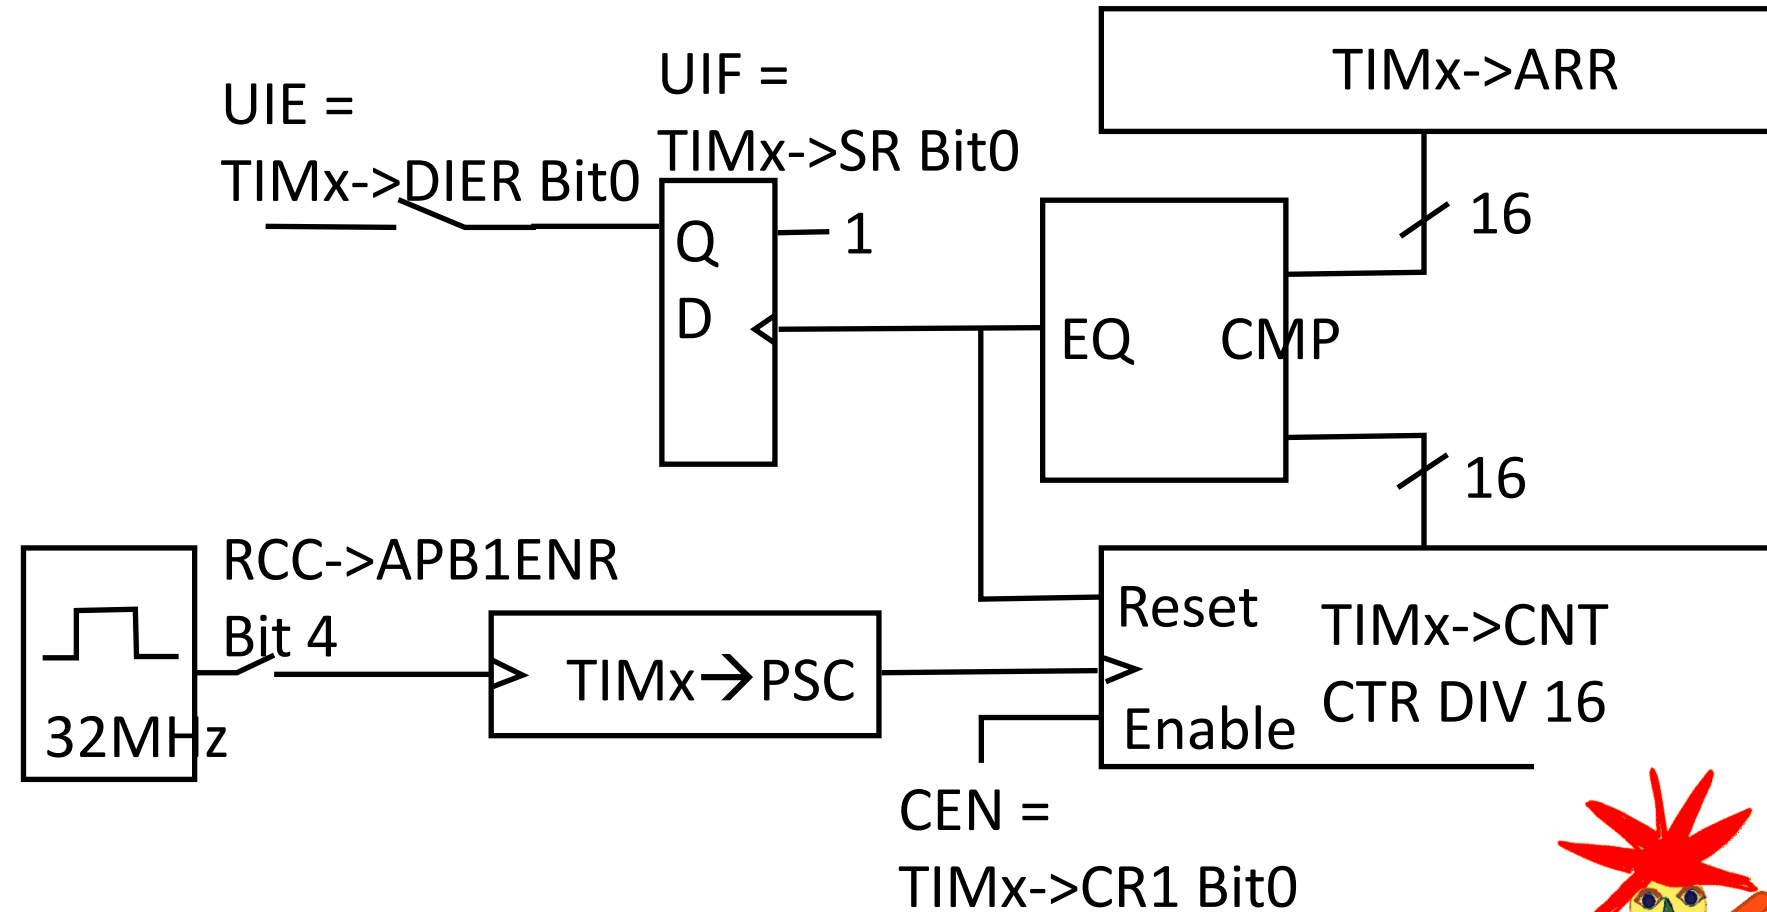 TIMx->ARR
UIF =
TIMx->SR Bit0
UIE =
TIMx->DIER Bit0
16
Q
1
D
EQ
CMP
16
RCC->APB1ENR
Bit 4
32MHz
TIMx→PSC
Reset
TIMx->CNT
CTR DIV 16
Enable
CEN =
TIMx->CR1 Bit0